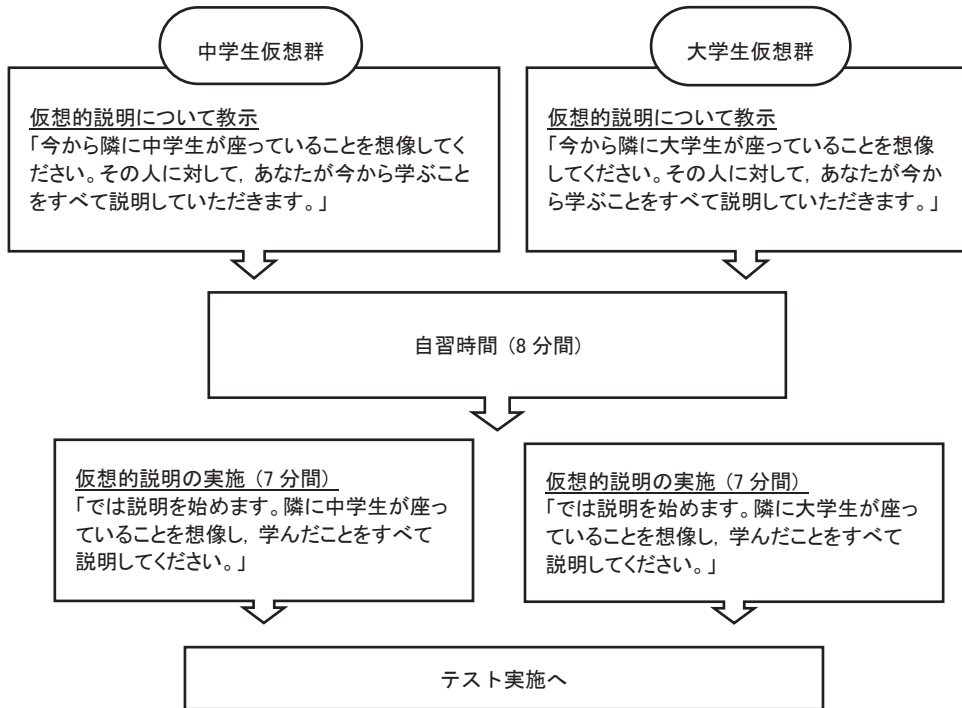 中学生仮想群
大学生仮想群
仮想的説明について教示
「今から隣に中学生が座っていることを想像してく
ださい。その人に対して, あなたが今から学ぶこと
をすべて説明していただきます。」
仮想的説明について教示
「今から隣に大学生が座っていることを想像
してください。その人に対して, あなたが今か
ら学ぶことをすべて説明していただきます。」
自習時間 (8 分間)
仮想的説明の実施 (7 分間)
「では説明を始めます。隣に中学生が座っ
ていることを想像し, 学んだことをすべて
説明してください。」
仮想的説明の実施 (7 分間)
「では説明を始めます。隣に大学生が座っ
ていることを想像し, 学んだことをすべて
説明してください。」
テスト実施へ